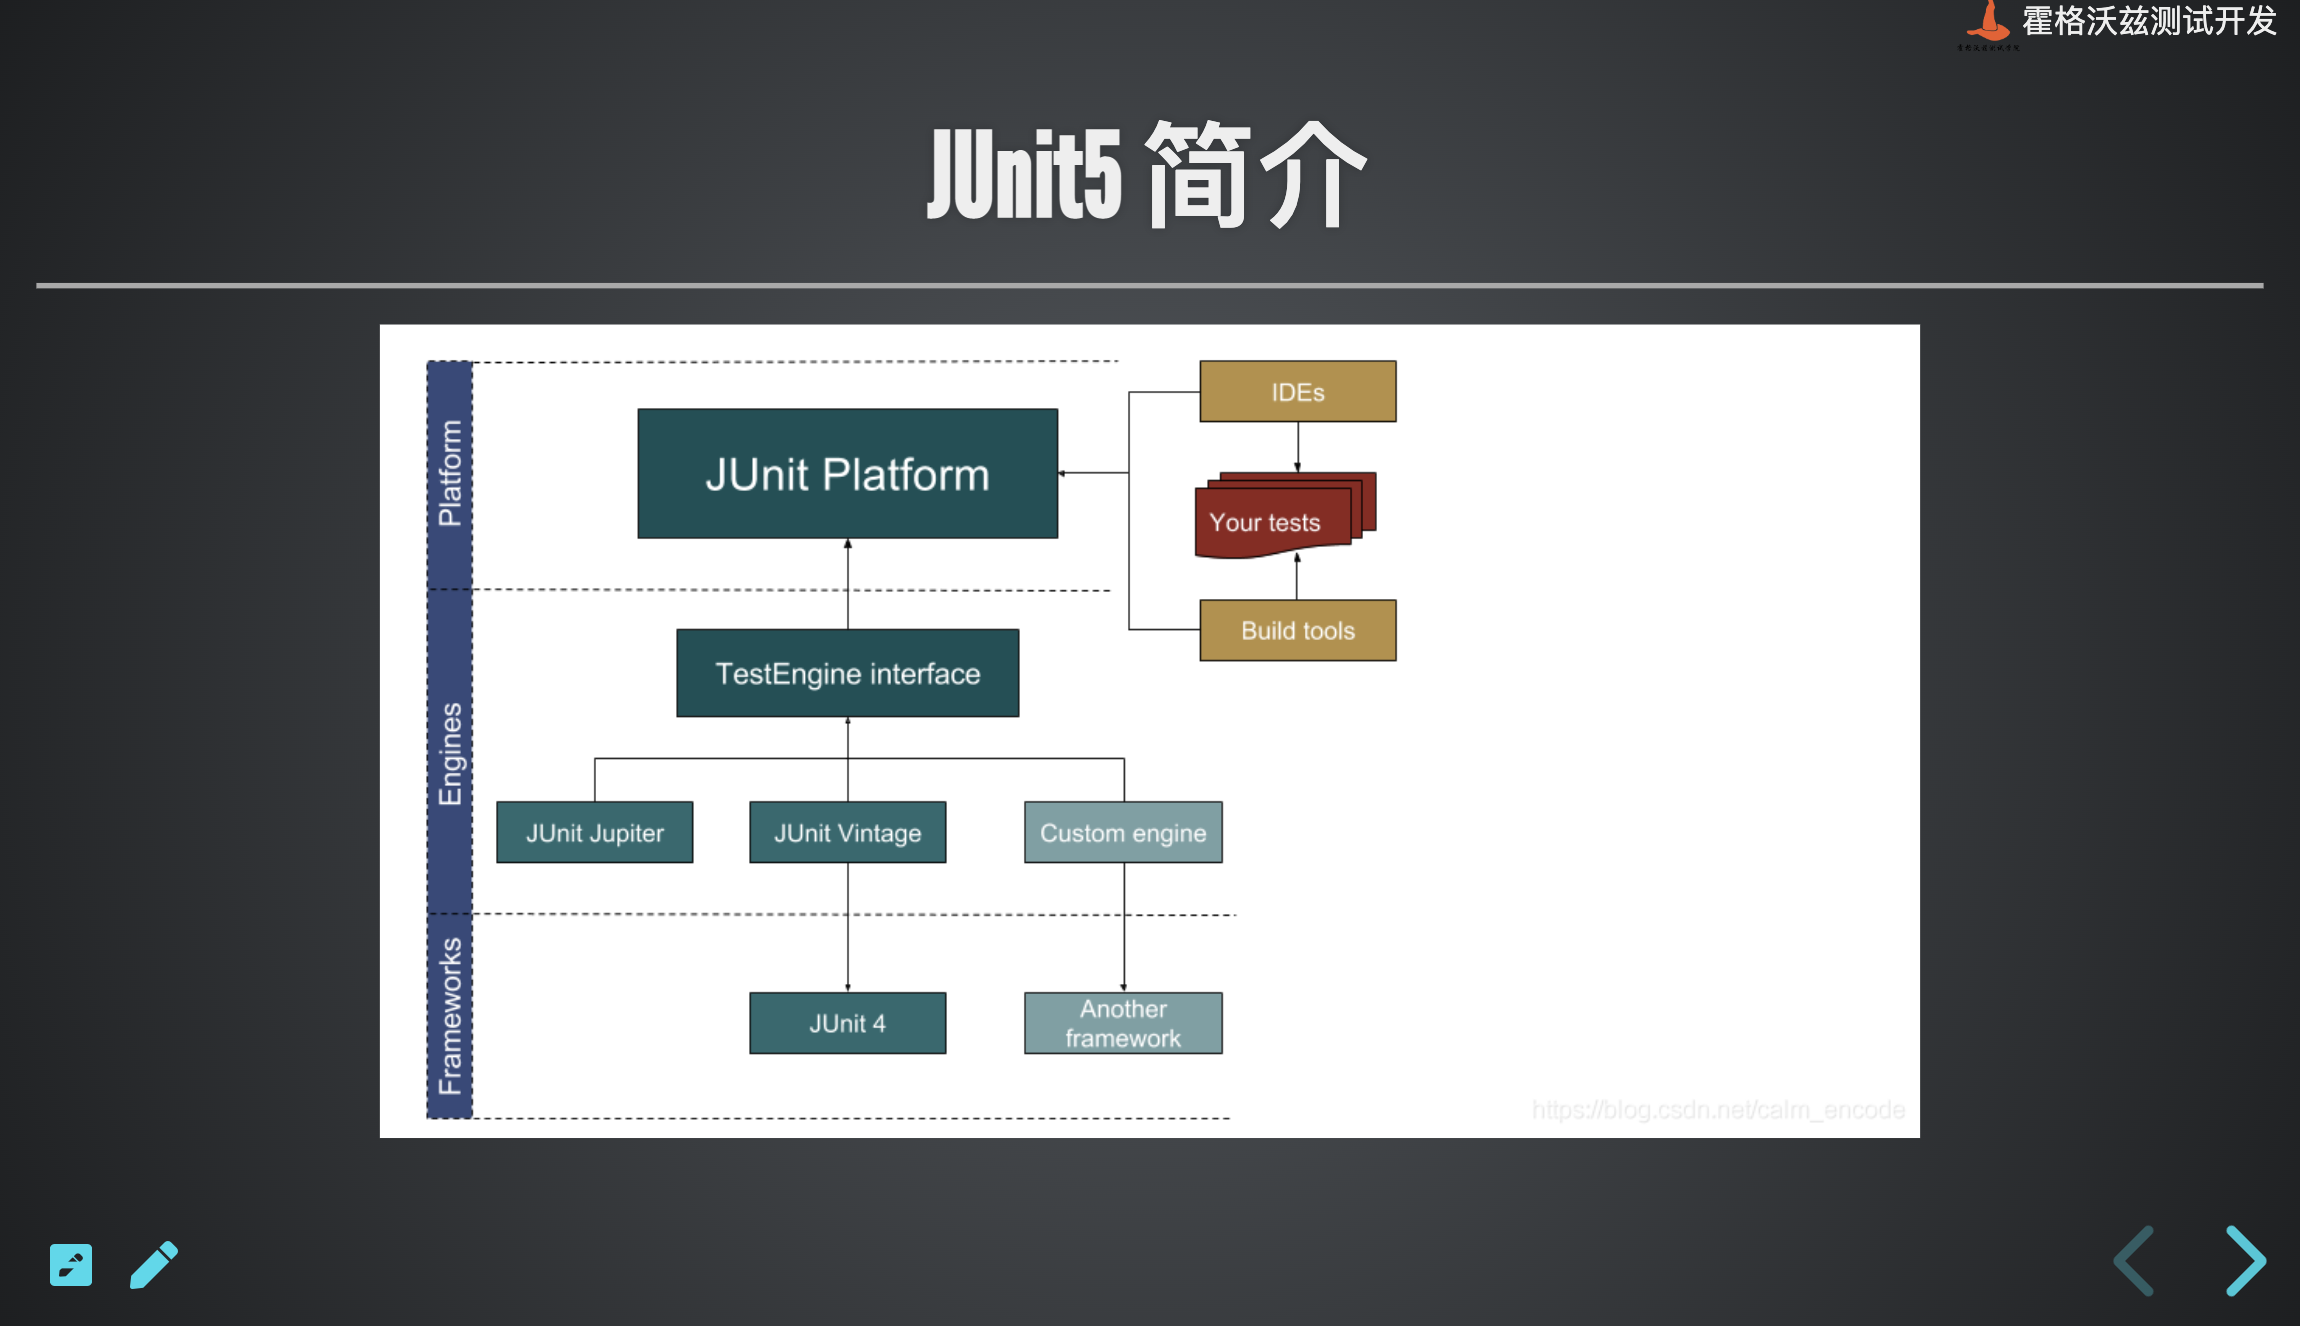 霍格沃兹测试开发
JUnit5 简介
Platform
Engines
Frameworks
JUnit Platform
IDEs
Your tests
Build tools
TestEngine interface
JUnit Jupiter
JUnit Vintage
Custom engine
JUnit 4
Another
framework
https://blog.csdn.net/calm_encode